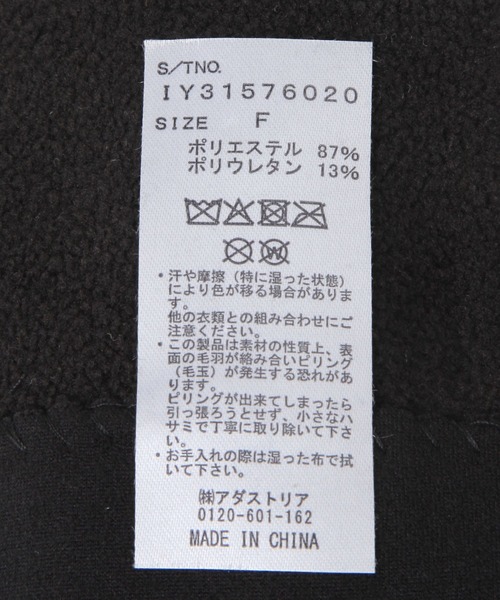 S/TNO.
IY31576020
SIZE F
ポリエステル 87%
ポリウレタン 13%
・汗や摩擦（特に湿った状態）
により色が移る場合がありま
す。
他の衣類との組み合わせにご
注意ください。
・この製品は素材の性質上、表
面の毛羽が絡み合いピリング
（毛玉）が発生する恐れがあ
ります。
ピリングが出来てしまったら
引っ張ろうとせず、小さなハ
サミで丁寧に取り除いて下さ
い。
・お手入れの際は湿った布で拭
いて下さい。
㈱アダストリア
0120-601-162
MADE IN CHINA